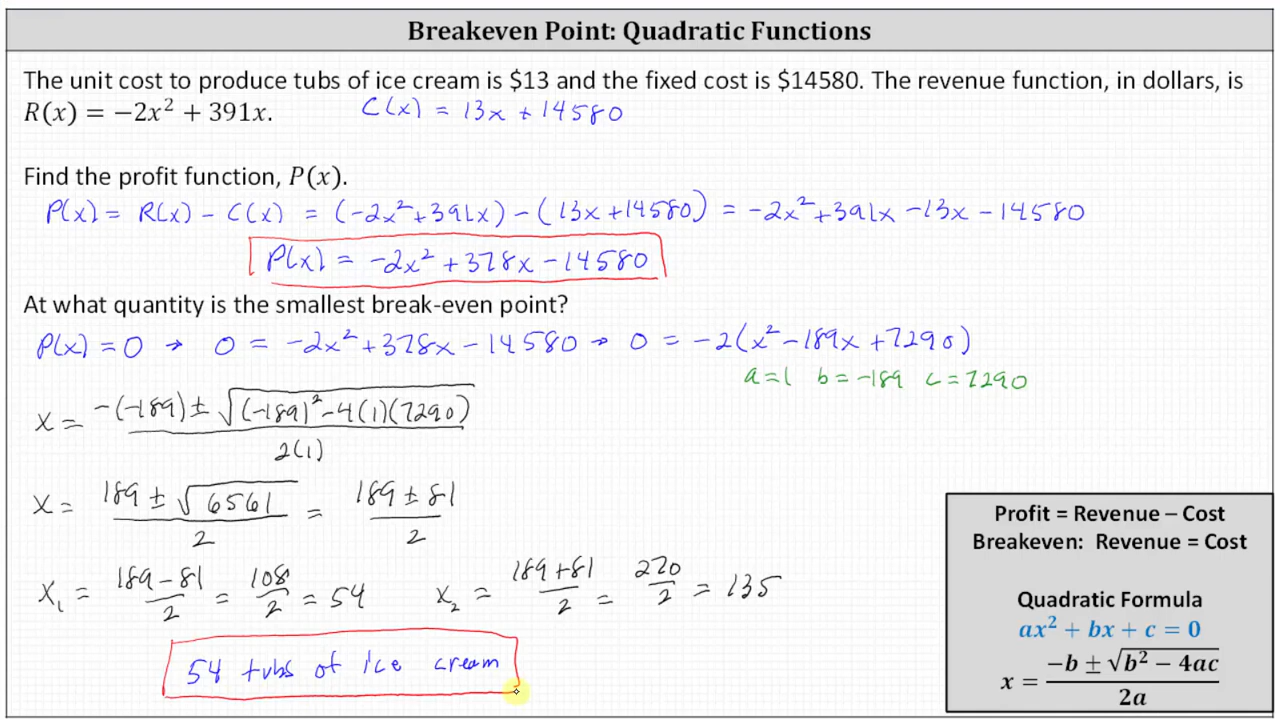 Breakeven Point: Quadratic Functions
The unit cost to produce tubs of ice cream is $13 and the fixed cost is $14580. The revenue function, in dollars, is
R(x) = −2x² + 391x. C(x) = 13x + 14580
Find the profit function, P(x).
P(x) = R(x) − C(x) = (−2x²+391x) − (13x+14580) = −2x²+391x −13x −14580
P(x) = −2x² + 378x − 14580
At what quantity is the smallest break-even point?
P(x) = 0 → 0 = −2x²+378x − 14580 → 0 = −2(x² − 189x + 7290)
a = 1 b = −189 c = 7290
x = (−(−189) ± √((−189)² − 4(1)(7290))) / 2(1)
x = (189 ± √6561) / 2 = (189 ± 81) / 2
x₁ = (189 − 81) / 2 = 108 / 2 = 54 x₂ = (189 + 81) / 2 = 270 / 2 = 135
54 tubs of ice cream
Profit = Revenue − Cost
Breakeven: Revenue = Cost
Quadratic Formula
ax² + bx + c = 0
x = (−b ± √(b² − 4ac)) / 2a